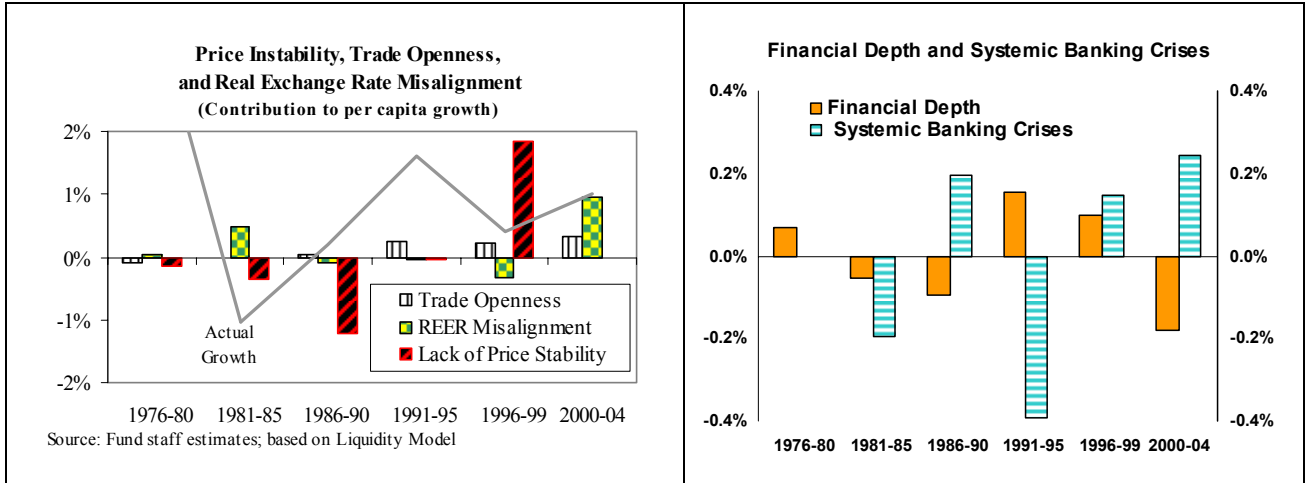 Price Instability, Trade Openness,
and Real Exchange Rate Misalignment
(Contribution to per capita growth)
2%
1%
0%
-1%
-2%
Actual
Growth
Trade Openness
REER Misalignment
Lack of Price Stability
1976-80 1981-85 1986-90 1991-95 1996-99 2000-04
Source: Fund staff estimates; based on Liquidity Model
Financial Depth and Systemic Banking Crises
0.4% 0.4%
Financial Depth
Systemic Banking Crises
0.2% 0.2%
0.0% 0.0%
-0.2% -0.2%
-0.4% -0.4%
1976-80 1981-85 1986-90 1991-95 1996-99 2000-04